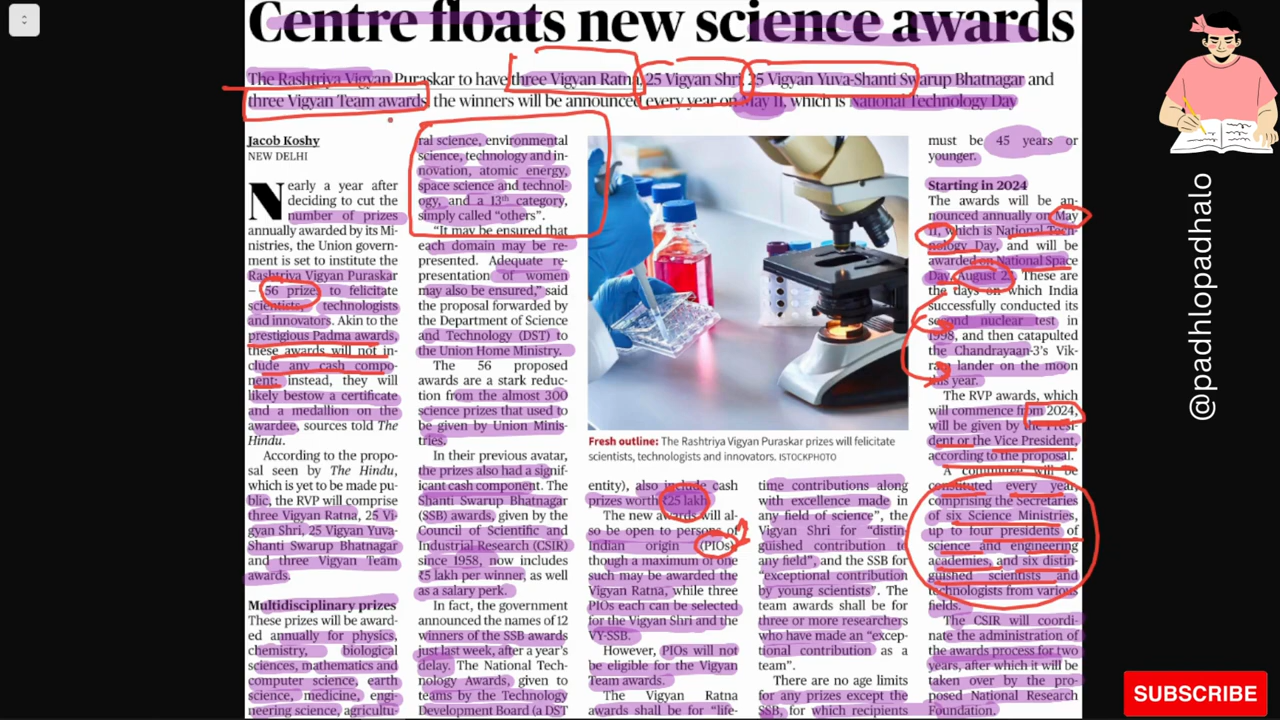 Centre floats new science awards
The Rashtriya Vigyan Puraskar to have three Vigyan Ratna, 25 Vigyan Shri, 25 Vigyan Yuva-Shanti Swarup Bhatnagar and
three Vigyan Team awards; the winners will be announced every year on May 11, which is National Technology Day
Jacob Koshy
NEW DELHI
Nearly a year after
deciding to cut the
number of prizes
annually awarded by its Mi-
nistries, the Union govern-
ment is set to institute the
Rashtriya Vigyan Puraskar
– 56 prizes to felicitate
scientists, technologists
and innovators. Akin to the
prestigious Padma awards,
these awards will not in-
clude any cash compo-
nent; instead, they will
likely bestow a certificate
and a medallion on the
awardee, sources told The
Hindu.
According to the propo-
sal seen by The Hindu,
which is yet to be made pu-
blic, the RVP will comprise
three Vigyan Ratna, 25 Vi-
gyan Shri, 25 Vigyan Yuva-
Shanti Swarup Bhatnagar
and three Vigyan Team
awards.
Multidisciplinary prizes
These prizes will be award-
ed annually for physics,
chemistry, biological
sciences, mathematics and
computer science, earth
science, medicine, engi-
neering science, agricultu-
ral science, environmental
science, technology and in-
novation, atomic energy,
space science and technol-
ogy, and a 13th category,
simply called “others”.
“It may be ensured that
each domain may be re-
presented. Adequate re-
presentation of women
may also be ensured,” said
the proposal forwarded by
the Department of Science
and Technology (DST) to
the Union Home Ministry.
The 56 proposed
awards are a stark reduc-
tion from the almost 300
science prizes that used to
be given by Union Minis-
tries.
In their previous avatar,
the prizes also had a signif-
icant cash component. The
Shanti Swarup Bhatnagar
(SSB) awards, given by the
Council of Scientific and
Industrial Research (CSIR)
since 1958, now includes
₹5 lakh per winner, as well
as a salary perk.
In fact, the government
announced the names of 12
winners of the SSB awards
just last week, after a year's
delay. The National Tech-
nology Awards, given to
teams by the Technology
Development Board (a DST
Fresh outline: The Rashtriya Vigyan Puraskar prizes will felicitate
scientists, technologists and innovators. ISTOCKPHOTO
entity), also include cash
prizes worth ₹25 lakh.
The new awards will al-
so be open to persons of
Indian origin (PIOs),
though a maximum of one
such may be awarded the
Vigyan Ratna, while three
PIOs each can be selected
for the Vigyan Shri and the
VY-SSB.
However, PIOs will not
be eligible for the Vigyan
Team awards.
The Vigyan Ratna
awards shall be for “life-
time contributions along
with excellence made in
any field of science”, the
Vigyan Shri for “distin-
guished contribution to
any field”, and the SSB for
“exceptional contribution
by young scientists”. The
team awards shall be for
three or more researchers
who have made an “excep-
tional contribution as a
team”.
There are no age limits
for any prizes except the
SSB, for which recipients
must be 45 years or
younger.
Starting in 2024
The awards will be an-
nounced annually on May
11, which is National Tech-
nology Day, and will be
awarded on National Space
Day, August 23. These are
the days on which India
successfully conducted its
second nuclear test in
1998, and then catapulted
the Chandrayaan-3's Vik-
ram lander on the moon
this year.
The RVP awards, which
will commence from 2024,
will be given by the Presi-
dent or the Vice President,
according to the proposal.
A committee will be
constituted every year,
comprising the Secretaries
of six Science Ministries,
up to four presidents of
science and engineering
academies, and six distin-
guished scientists and
technologists from various
fields.
The CSIR will coordi-
nate the administration of
the awards process for two
years, after which it will be
taken over by the pro-
posed National Research
Foundation.
@padhlopadhalo
SUBSCRIBE